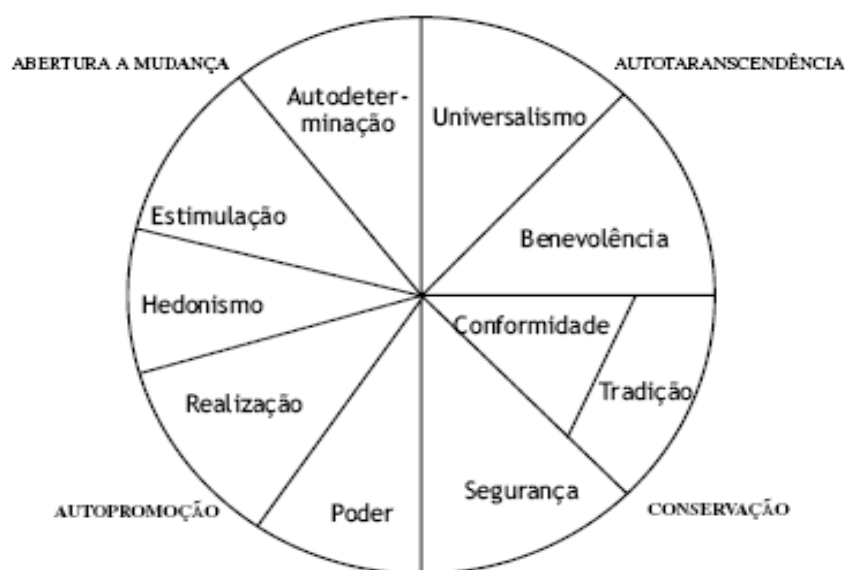 ABERTURA A MUDANÇA
AUTOTARANSCENDÊNCIA
Autodeter-
minação
Universalismo
Estimulação
Benevolência
Hedonismo
Conformidade
Realização
Tradição
Segurança
Poder
AUTOPROMOÇÃO
CONSERVAÇÃO